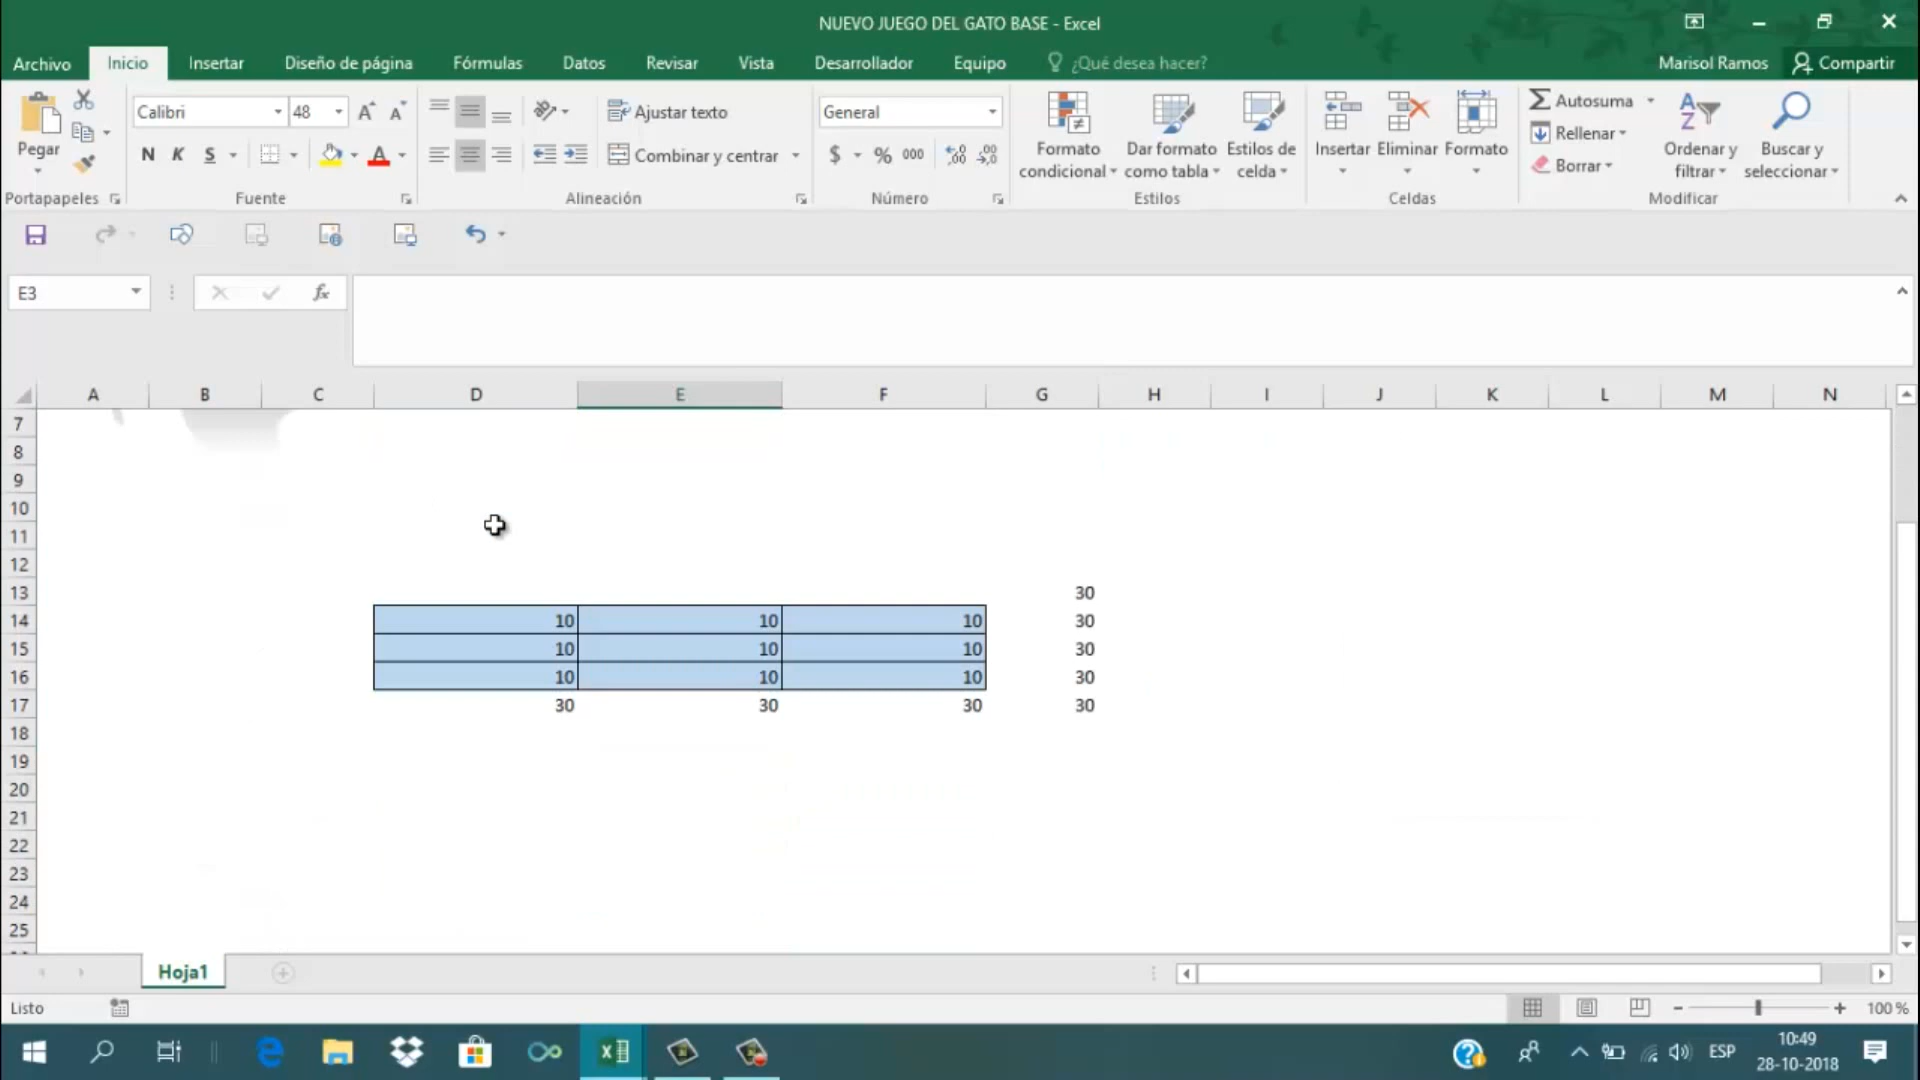 NUEVO JUEGO DEL GATO BASE - Excel
Archivo Inicio Insertar Diseño de página Fórmulas Datos Revisar Vista Desarrollador Equipo ¿Qué desea hacer? Marisol Ramos Compartir
Calibri 48 Ajustar texto General Autosuma
Pegar N K S A Combinar y centrar $ % 000 Formato condicional Dar formato como tabla Estilos de celda Insertar Eliminar Formato Rellenar Borrar Ordenar y filtrar Buscar y seleccionar
Portapapeles Fuente Alineación Número Estilos Celdas Modificar
E3 fx
A B C D E F G H I J K L M N
7
8
9
10
11
12
13 30
14 10 10 10 30
15 10 10 10 30
16 10 10 10 30
17 30 30 30 30
18
19
20
21
22
23
24
25
Hoja1
Listo 100 %
ESP 10:49
28-10-2018